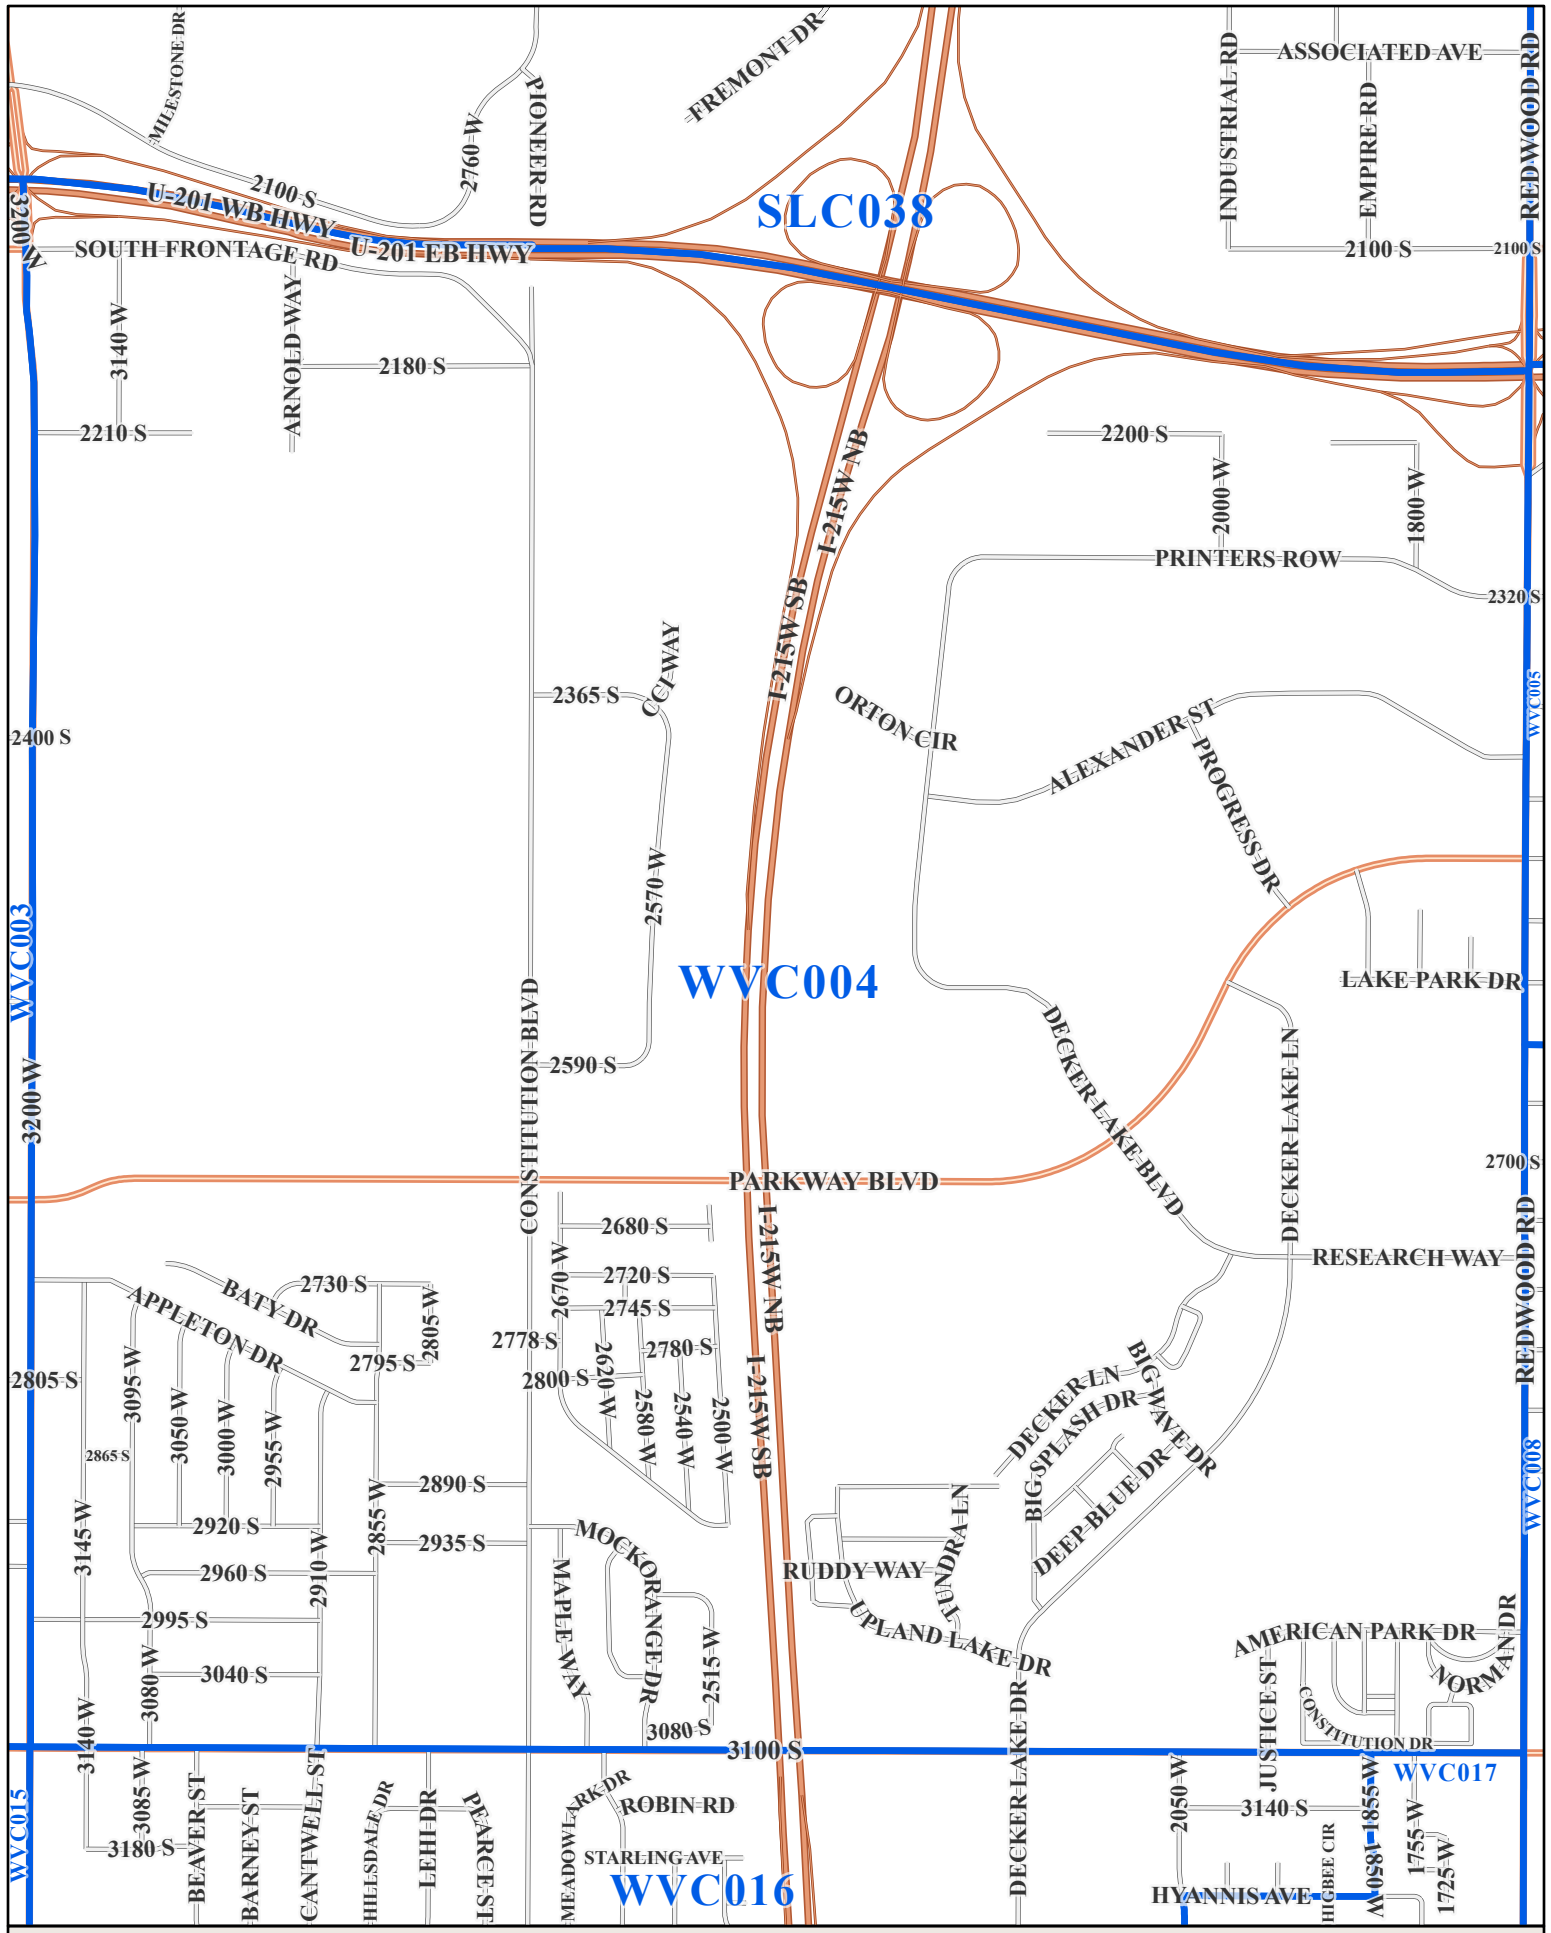 MILESTONE DR
2760 W
PIONEER RD
FREMONT DR
INDUSTRIAL RD
ASSOCIATED AVE
EMPIRE RD
REDWOOD RD
2100 S
U-201 WB HWY
SLC038
3200 W
SOUTH FRONTAGE RD
U-201 EB HWY
2100 S
2100 S
3140 W
ARNOLD WAY
2180 S
2210 S
I-215W NB
2200 S
2000 W
1800 W
PRINTERS ROW
2320 S
I-215W SB
CCI WAY
2365 S
ORTON CIR
ALEXANDER ST
WVC005
2400 S
PROGRESS DR
2570 W
WVC003
WVC004
LAKE PARK DR
CONSTITUTION BLVD
DECKER LAKE BLVD
DECKER LAKE LN
2590 S
3200 W
2700 S
PARKWAY BLVD
2680 S
I-215W NB
REDWOOD RD
RESEARCH WAY
2670 W
2720 S
2730 S
BATY DR
APPLETON DR
2805 W
2745 S
2778 S
2780 S
2795 S
2805 S
2800 S
2620 W
BIG WAVE DR
DECKER LN
3095 W
3050 W
3000 W
2955 W
2580 W
2540 W
2500 W
I-215W SB
BIG SPLASH DR
2865 S
2890 S
WVC008
DEEP BLUE DR
2855 W
3145 W
2920 S
2935 S
MOCKORANGE DR
TUNDRA LN
2960 S
2910 W
RUDDY WAY
2995 S
MAPLE WAY
UPLAND LAKE DR
AMERICAN PARK DR
NORMAN DR
3080 W
3040 S
2515 W
3140 W
3080 S
DECKER LAKE DR
JUSTICE ST
CONSTITUTION DR
3100 S
WVC017
WVC015
3085 W
BEAVER ST
BARNEY ST
CANTWELL ST
HILLSDALE DR
LEHI DR
PEARCE ST
MEADOWLARK DR
ROBIN RD
2050 W
3140 S
1855 W
1755 W
3180 S
STARLING AVE
WVC016
HYANNIS AVE
HIGBEE CIR
1850 W
1725 W